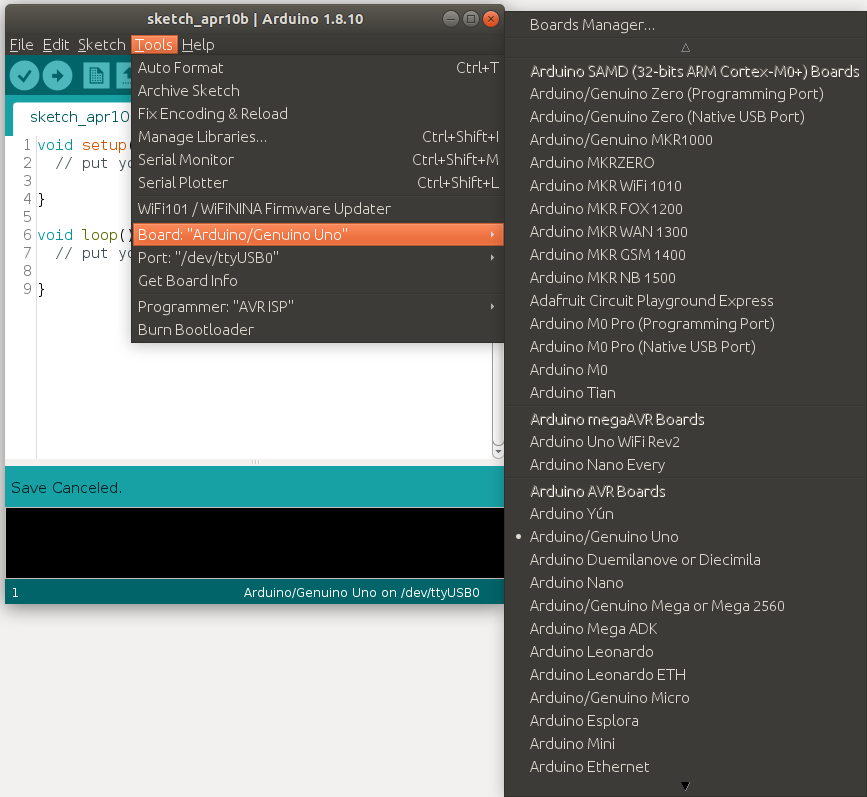 sketch_apr10b | Arduino 1.8.10
File Edit Sketch Tools Help
sketch_apr10
1 void setup(
2 // put yo
3
4 }
5
6 void loop()
7 // put yo
8
9 }
Auto Format Ctrl+T
Archive Sketch
Fix Encoding & Reload
Manage Libraries... Ctrl+Shift+I
Serial Monitor Ctrl+Shift+M
Serial Plotter Ctrl+Shift+L
WiFi101 / WiFiNINA Firmware Updater
Board: "Arduino/Genuino Uno"
Port: "/dev/ttyUSB0"
Get Board Info
Programmer: "AVR ISP"
Burn Bootloader
Save Canceled.
1 Arduino/Genuino Uno on /dev/ttyUSB0
Boards Manager...
Arduino SAMD (32-bits ARM Cortex-M0+) Boards
Arduino/Genuino Zero (Programming Port)
Arduino/Genuino Zero (Native USB Port)
Arduino/Genuino MKR1000
Arduino MKRZERO
Arduino MKR WiFi 1010
Arduino MKR FOX 1200
Arduino MKR WAN 1300
Arduino MKR GSM 1400
Arduino MKR NB 1500
Adafruit Circuit Playground Express
Arduino M0 Pro (Programming Port)
Arduino M0 Pro (Native USB Port)
Arduino M0
Arduino Tian
Arduino megaAVR Boards
Arduino Uno WiFi Rev2
Arduino Nano Every
Arduino AVR Boards
Arduino Yún
Arduino/Genuino Uno
Arduino Duemilanove or Diecimila
Arduino Nano
Arduino/Genuino Mega or Mega 2560
Arduino Mega ADK
Arduino Leonardo
Arduino Leonardo ETH
Arduino/Genuino Micro
Arduino Esplora
Arduino Mini
Arduino Ethernet